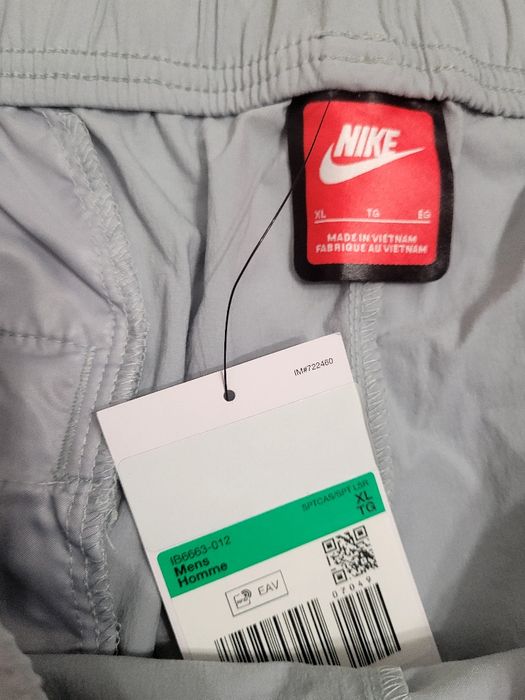 NIKE
XL TG EG
MADE IN VIETNAM
FABRIQUE AU VIETNAM
IM#722460
SPTCAS/SPT LSR
XL
TG
IB6663-012
Mens
Homme
EAV
07049